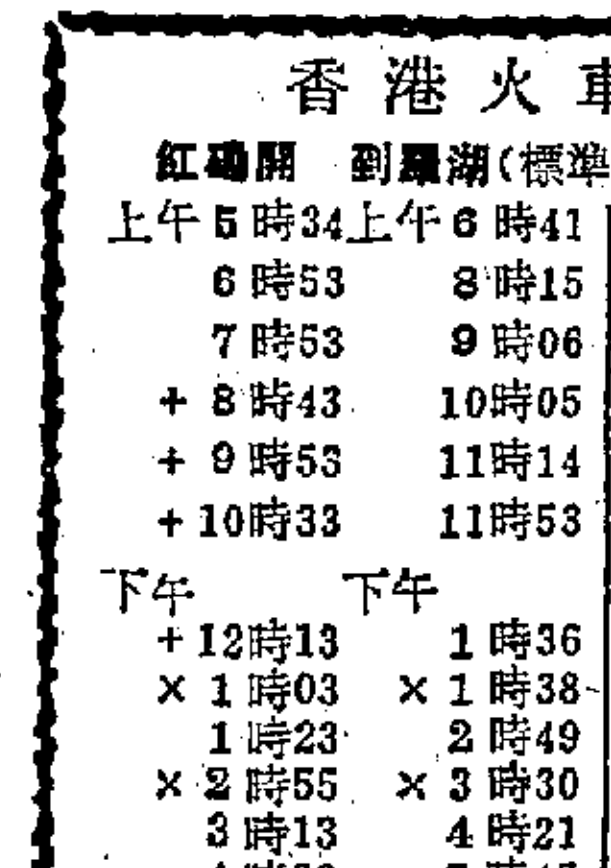 香港火車
紅磡開 到羅湖(標準
上午5時34 上午6時41
6時53 8時15
7時53 9時06
+ 8時43 10時05
+ 9時53 11時14
+ 10時33 11時53
下午 下午
+ 12時13 1時36
× 1時03 × 1時38
1時23 2時49
× 2時55 × 3時30
3時13 4時21